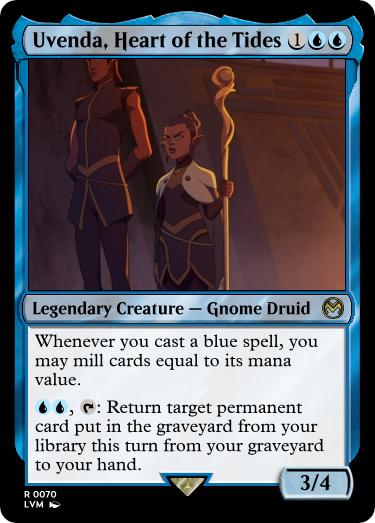 Uvenda, Heart of the Tides 1UU
Legendary Creature — Gnome Druid
Whenever you cast a blue spell, you
may mill cards equal to its mana
value.
UU, T: Return target permanent
card put in the graveyard from your
library this turn from your graveyard
to your hand.
3/4
R 0070
LVM